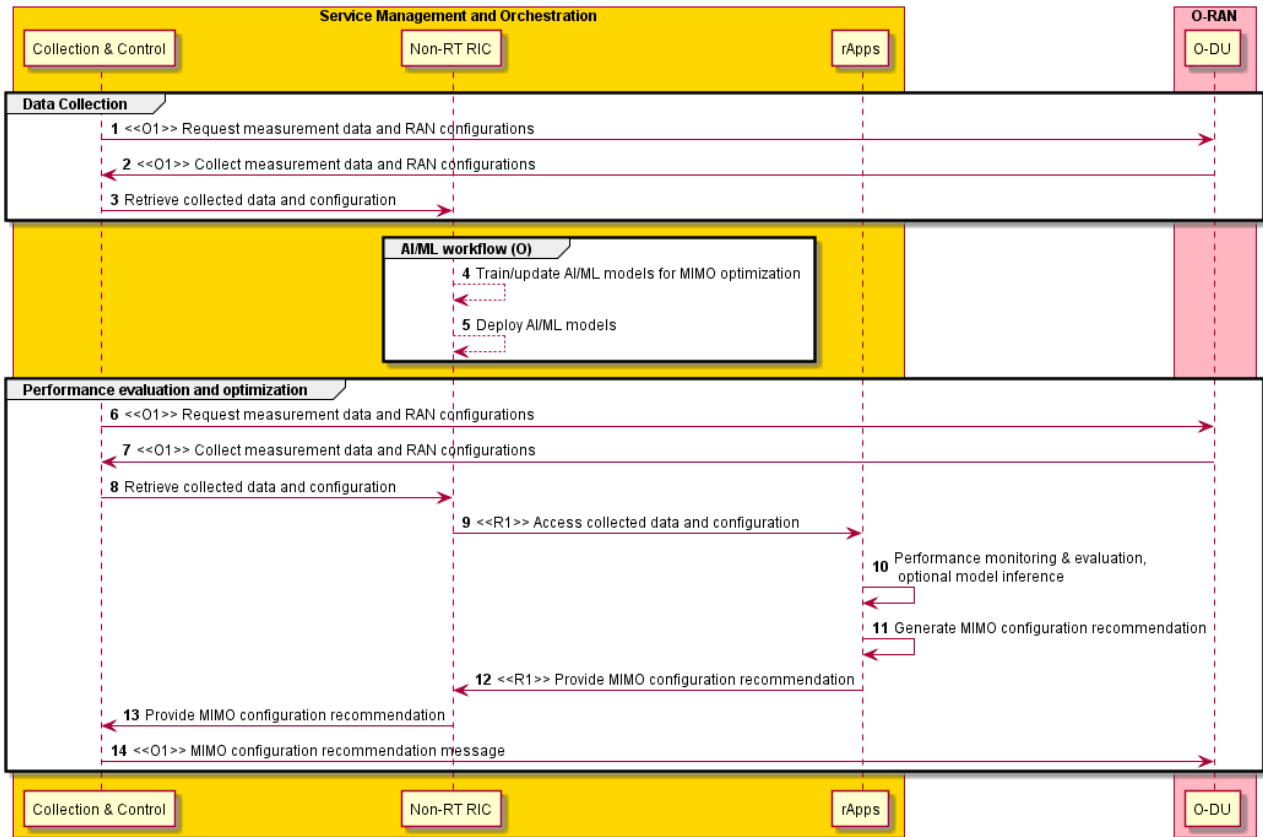 Service Management and Orchestration
O-RAN
Collection & Control
Non-RT RIC
rApps
O-DU
Data Collection
1 <<O1>> Request measurement data and RAN configurations
2 <<O1>> Collect measurement data and RAN configurations
3 Retrieve collected data and configuration
AI/ML workflow (O)
4 Train/update AI/ML models for MIMO optimization
5 Deploy AI/ML models
Performance evaluation and optimization
6 <<O1>> Request measurement data and RAN configurations
7 <<O1>> Collect measurement data and RAN configurations
8 Retrieve collected data and configuration
9 <<R1>> Access collected data and configuration
10 Performance monitoring & evaluation,
optional model inference
11 Generate MIMO configuration recommendation
12 <<R1>> Provide MIMO configuration recommendation
13 Provide MIMO configuration recommendation
14 <<O1>> MIMO configuration recommendation message
Collection & Control
Non-RT RIC
rApps
O-DU